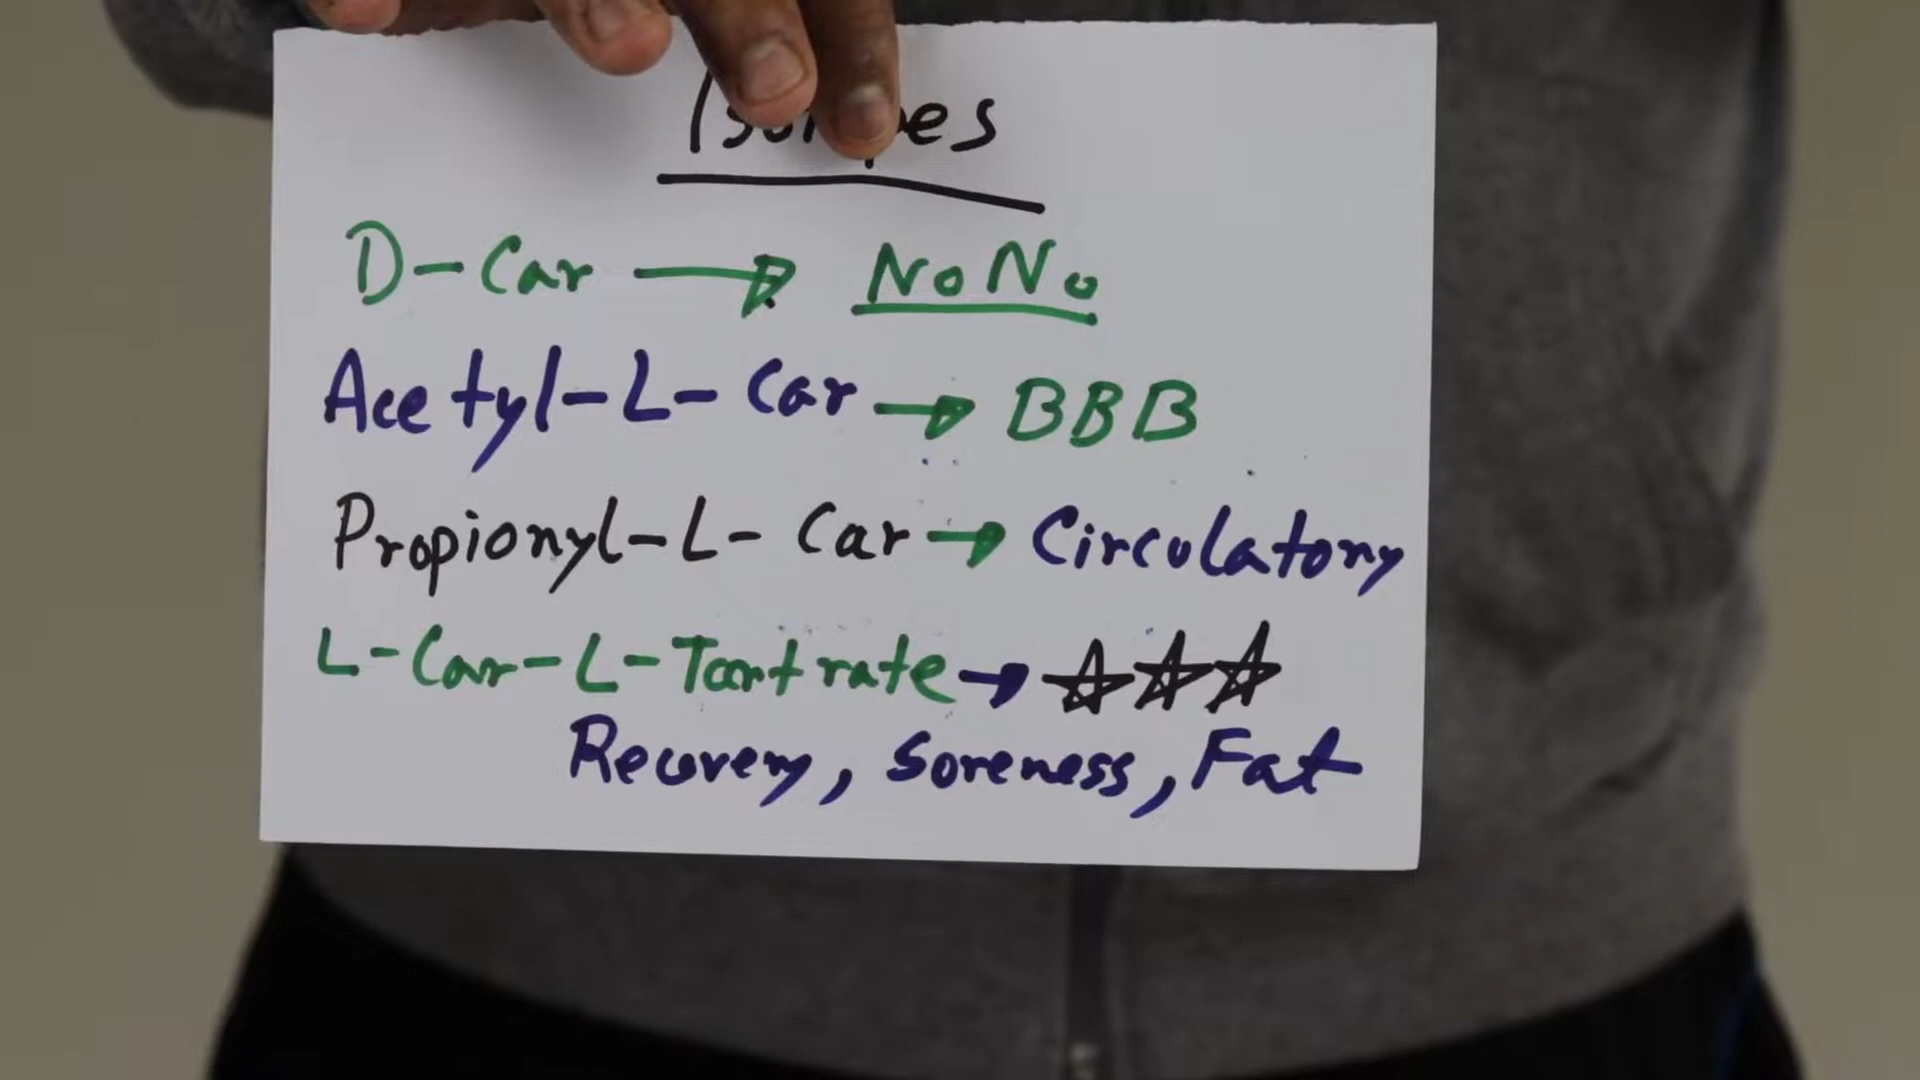 D-Car → NoNo
Acetyl-L-Car → BBB
Propionyl-L-Car → Circulatory
L-Car-L-Tartrate → ☆☆☆
Recovery, Soreness, Fat